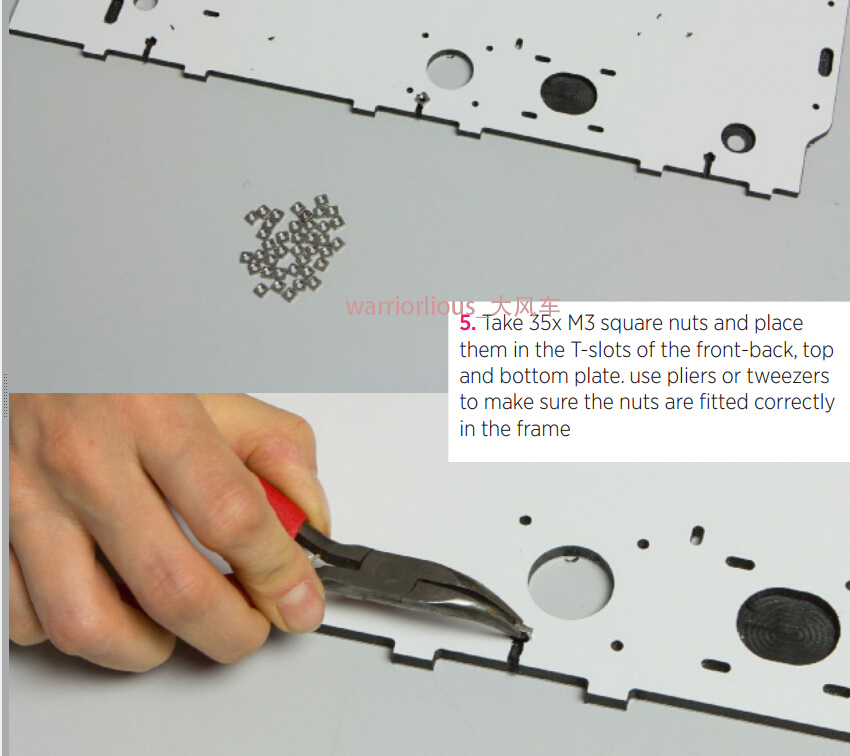 warriorlious_大风车
5. Take 35x M3 square nuts and place
them in the T-slots of the front-back, top
and bottom plate. use pliers or tweezers
to make sure the nuts are fitted correctly
in the frame